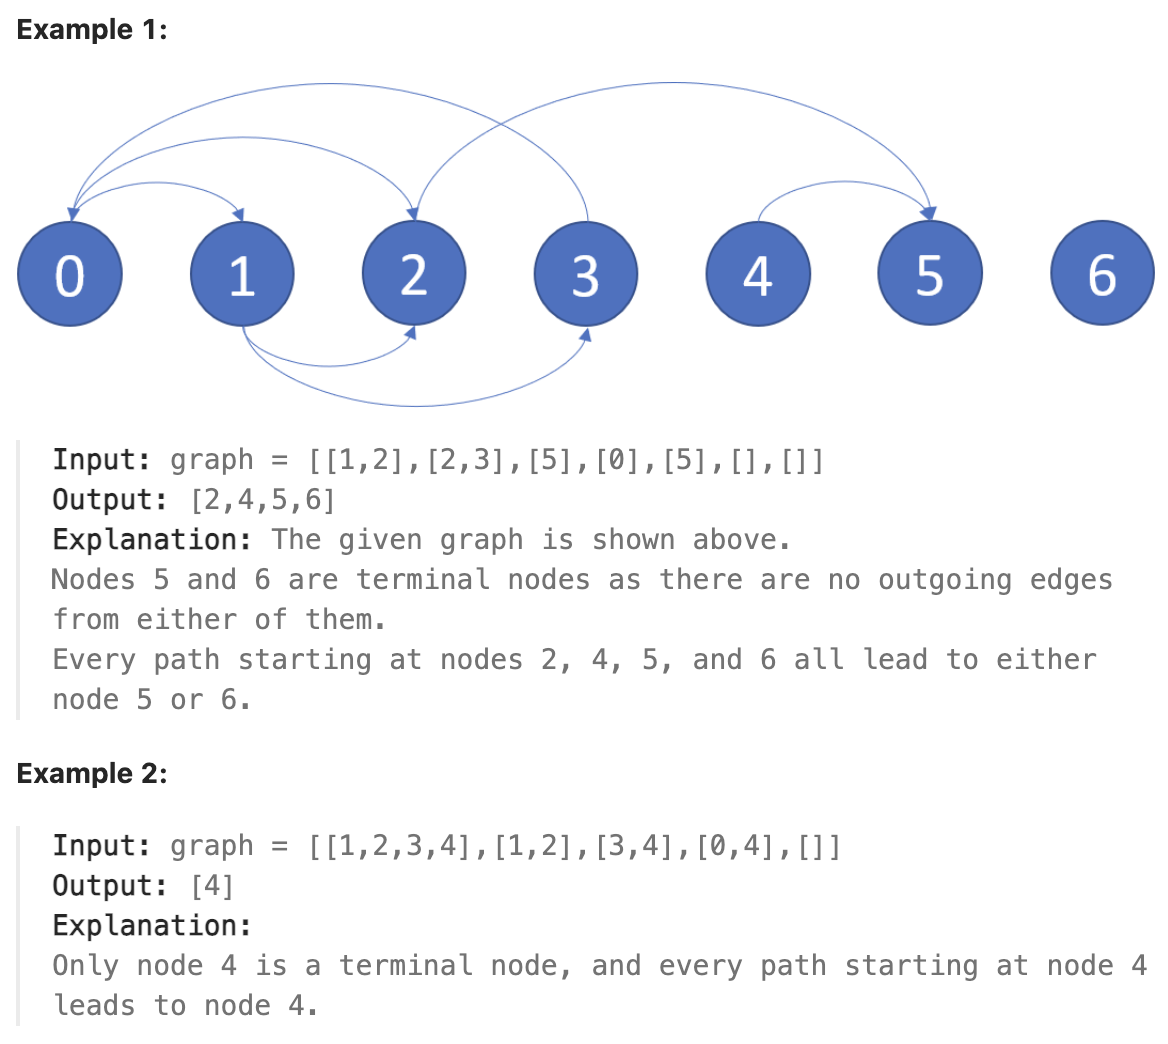 Example 1:
0 1 2 3 4 5 6
Input: graph = [[1,2],[2,3],[5],[0],[5],[],[]]
Output: [2,4,5,6]
Explanation: The given graph is shown above.
Nodes 5 and 6 are terminal nodes as there are no outgoing edges
from either of them.
Every path starting at nodes 2, 4, 5, and 6 all lead to either
node 5 or 6.
Example 2:
Input: graph = [[1,2,3,4],[1,2],[3,4],[0,4],[]]
Output: [4]
Explanation:
Only node 4 is a terminal node, and every path starting at node 4
leads to node 4.